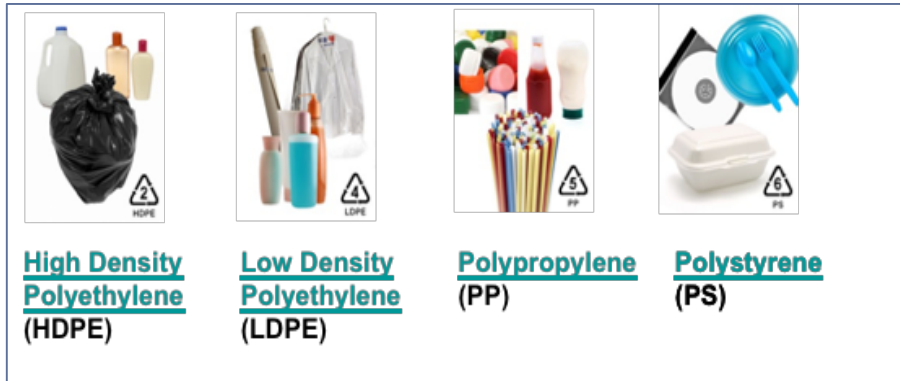 2
HDPE
4
LDPE
5
PP
6
PS
High Density
Polyethylene
(HDPE)
Low Density
Polyethylene
(LDPE)
Polypropylene
(PP)
Polystyrene
(PS)